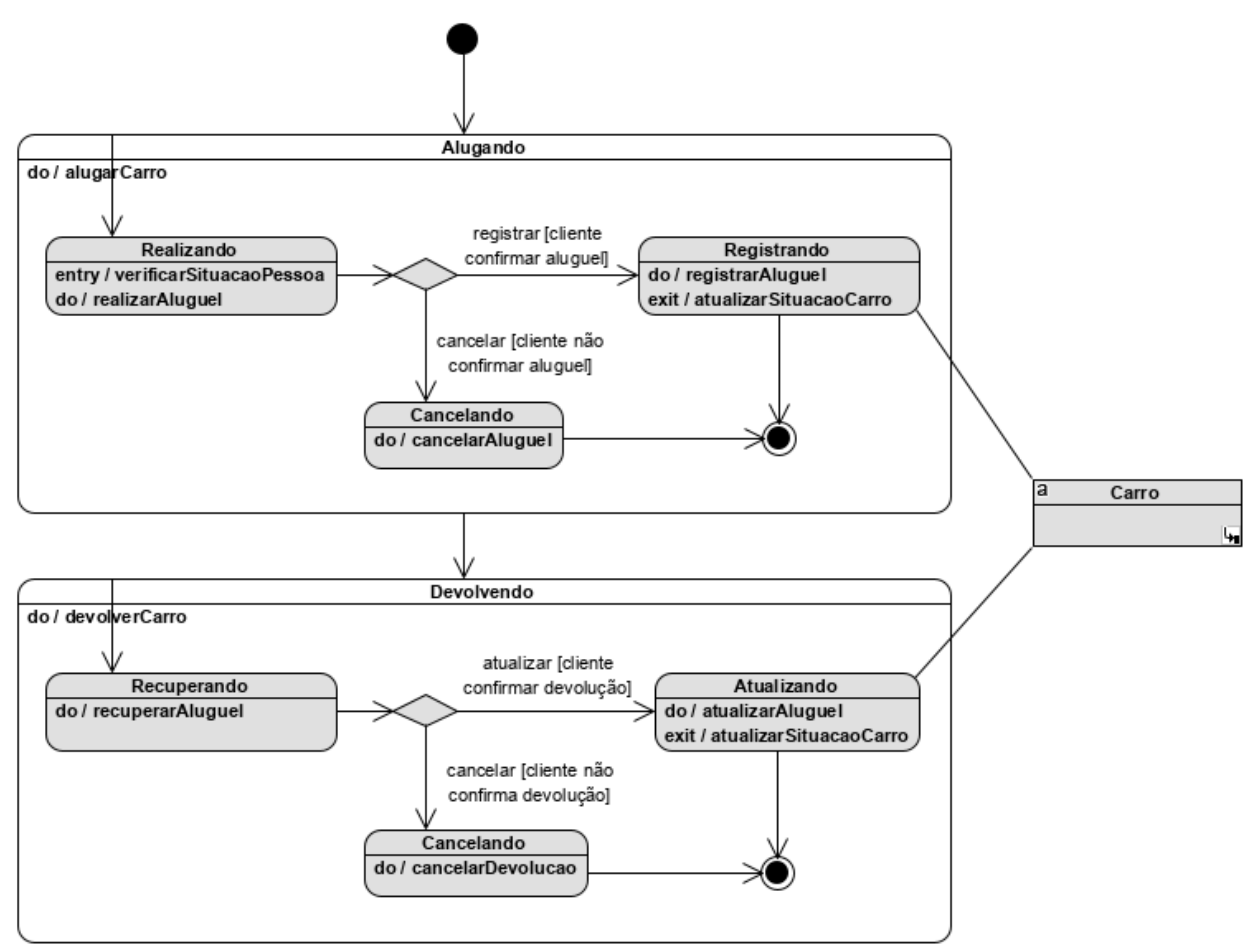 Alugando
do / alugarCarro
Realizando
entry / verificarSituacaoPessoa
do / realizarAluguel
registrar [cliente
confirmar aluguel]
Registrando
do / registrarAluguel
exit / atualizarSituacaoCarro
cancelar [cliente não
confirmar aluguel]
Cancelando
do / cancelarAluguel
a
Carro
Devolvendo
do / devolverCarro
Recuperando
do / recuperarAluguel
atualizar [cliente
confirmar devolução]
Atualizando
do / atualizarAluguel
exit / atualizarSituacaoCarro
cancelar [cliente não
confirma devolução]
Cancelando
do / cancelarDevolucao